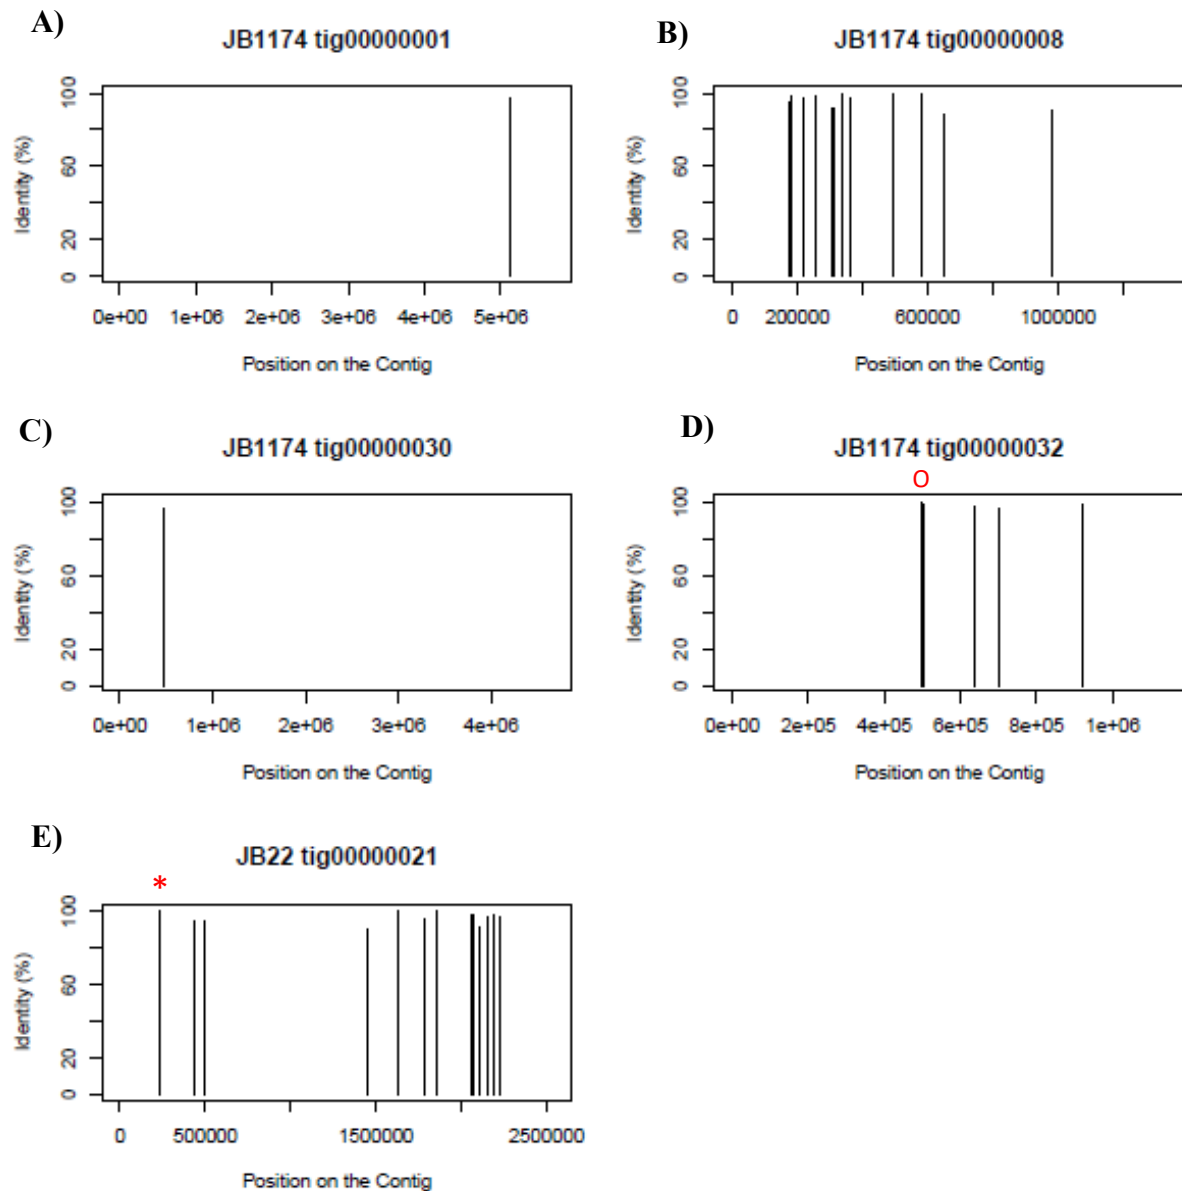 A)
JB1174 tig00000001
Identity (%)
100
60
20
0
0e+00 1e+06 2e+06 3e+06 4e+06 5e+06
Position on the Contig
B)
JB1174 tig00000008
Identity (%)
100
60
20
0
0 200000 600000 1000000
Position on the Contig
C)
JB1174 tig00000030
Identity (%)
100
60
20
0
0e+00 1e+06 2e+06 3e+06 4e+06
Position on the Contig
D)
JB1174 tig00000032
O
Identity (%)
100
60
20
0
0e+00 2e+05 4e+05 6e+05 8e+05 1e+06
Position on the Contig
E)
JB22 tig00000021
*
Identity (%)
100
60
20
0
0 500000 1500000 2500000
Position on the Contig